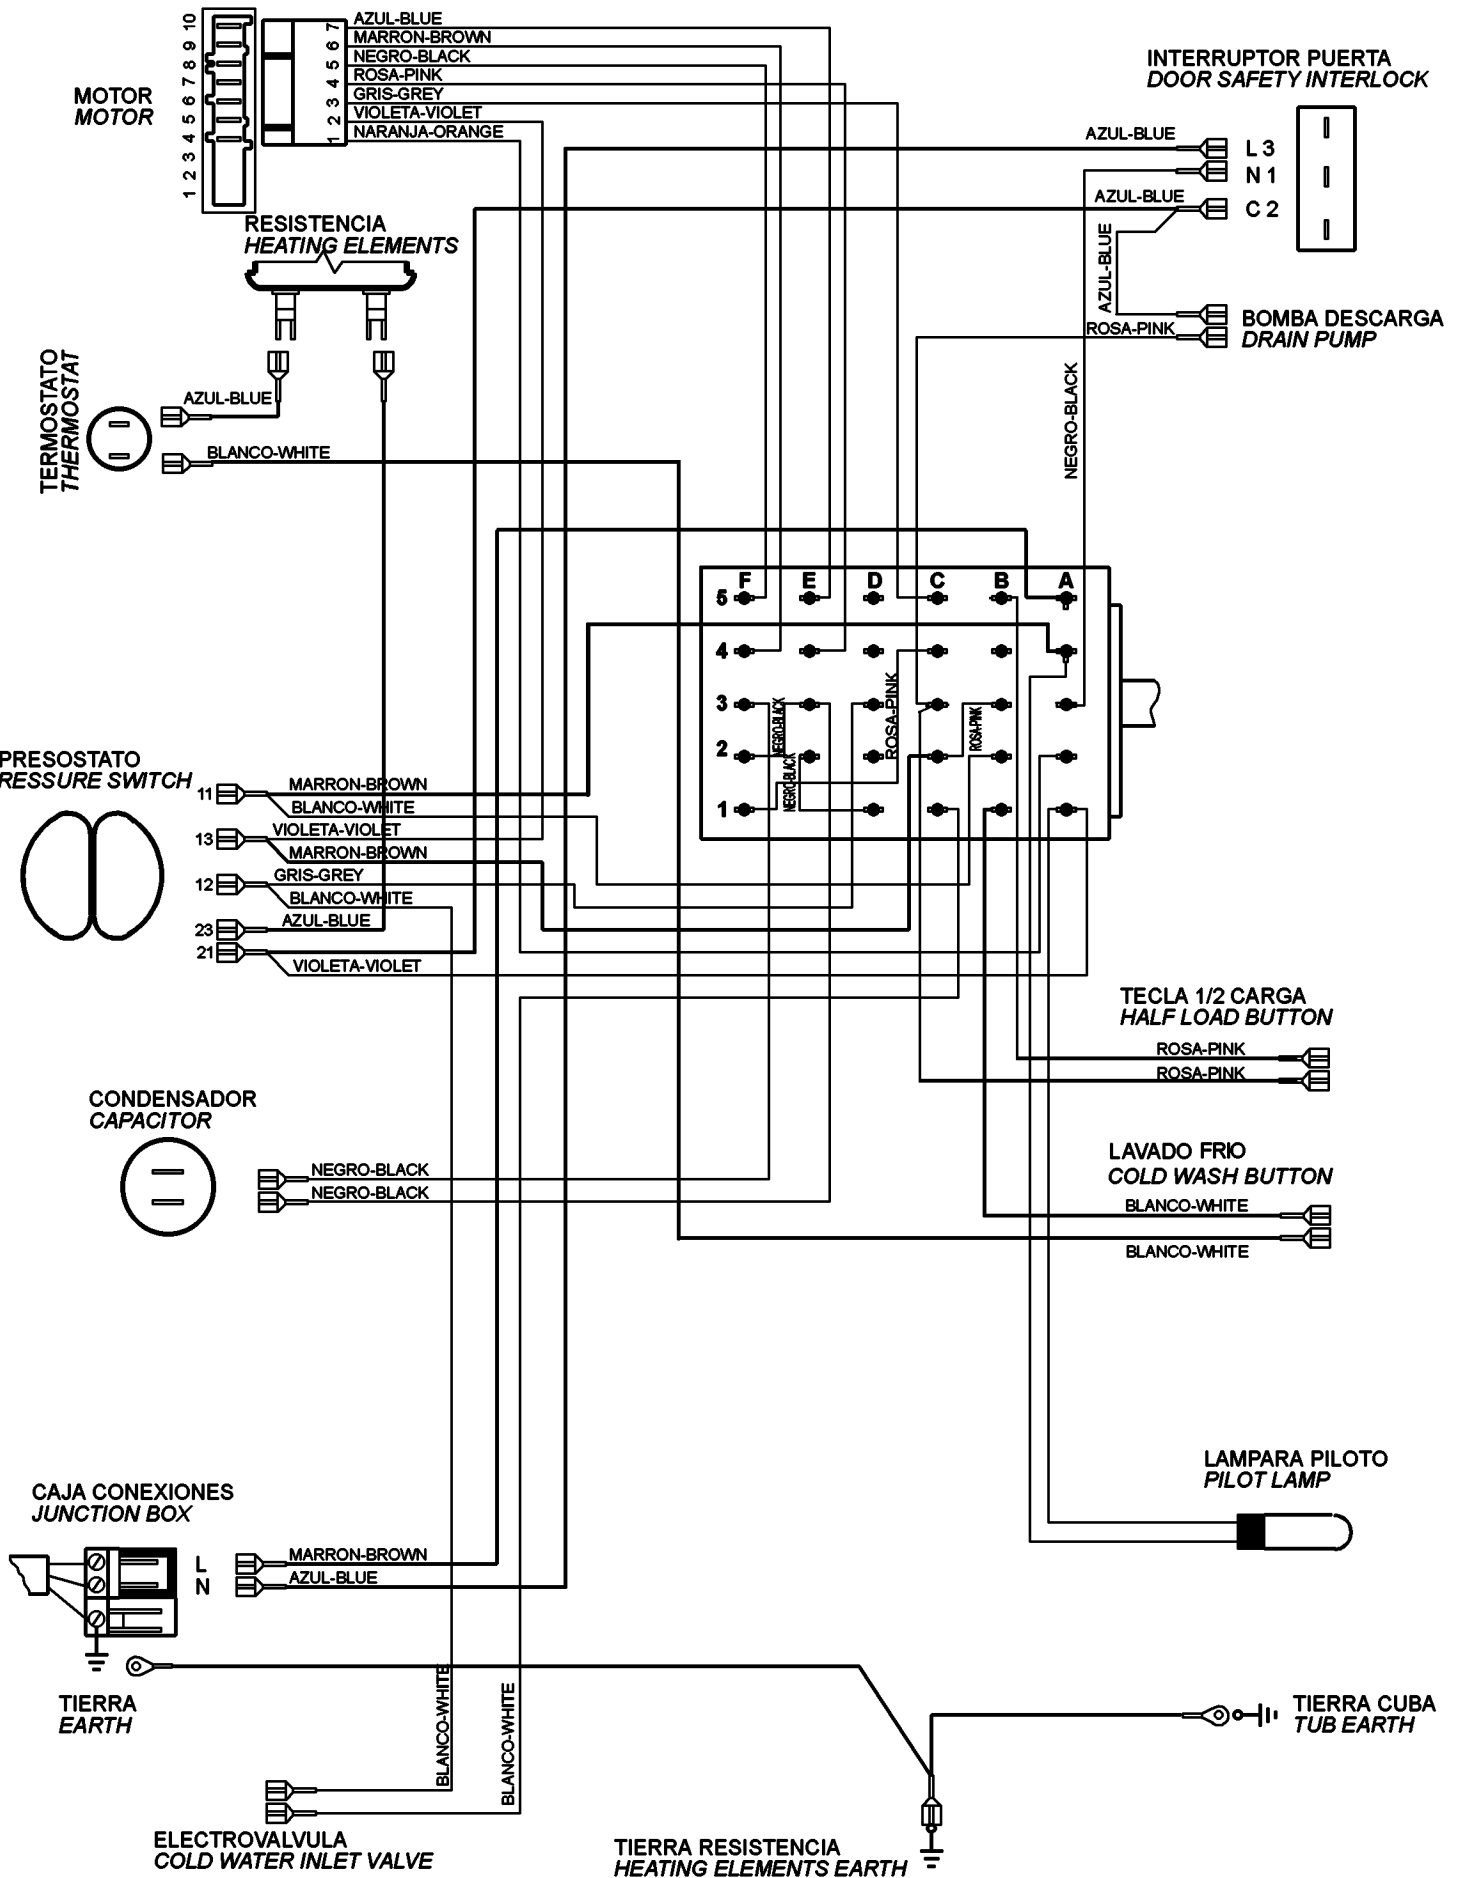 MOTOR
MOTOR
10
9
8
7
6
5
4
3
2
1
7
6
5
4
3
2
1
AZUL-BLUE
MARRON-BROWN
NEGRO-BLACK
ROSA-PINK
GRIS-GREY
VIOLETA-VIOLET
NARANJA-ORANGE
INTERRUPTOR PUERTA
DOOR SAFETY INTERLOCK
AZUL-BLUE
L 3
N 1
AZUL-BLUE
C 2
AZUL-BLUE
ROSA-PINK
BOMBA DESCARGA
DRAIN PUMP
NEGRO-BLACK
RESISTENCIA
HEATING ELEMENTS
TERMOSTATO
THERMOSTAT
AZUL-BLUE
BLANCO-WHITE
F E D C B A
5
4
3
2
1
NEGRO-BLACK
NEGRO-BLACK
ROSA-PINK
ROSA-PINK
PRESOSTATO
RESSURE SWITCH
11
MARRON-BROWN
BLANCO-WHITE
13
VIOLETA-VIOLET
MARRON-BROWN
12
GRIS-GREY
BLANCO-WHITE
23
AZUL-BLUE
21
VIOLETA-VIOLET
TECLA 1/2 CARGA
HALF LOAD BUTTON
ROSA-PINK
ROSA-PINK
CONDENSADOR
CAPACITOR
NEGRO-BLACK
NEGRO-BLACK
LAVADO FRIO
COLD WASH BUTTON
BLANCO-WHITE
BLANCO-WHITE
LAMPARA PILOTO
PILOT LAMP
CAJA CONEXIONES
JUNCTION BOX
L
N
MARRON-BROWN
AZUL-BLUE
TIERRA
EARTH
BLANCO-WHITE
BLANCO-WHITE
TIERRA CUBA
TUB EARTH
ELECTROVALVULA
COLD WATER INLET VALVE
TIERRA RESISTENCIA
HEATING ELEMENTS EARTH